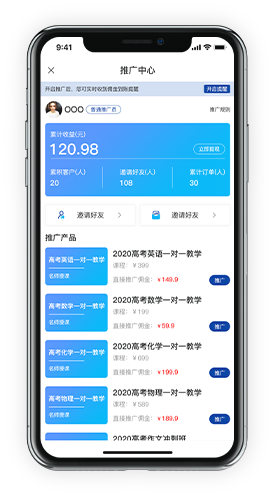 9:41
推广中心
开启推广后，您可实时收获佣金到账提醒
开启提醒
OOO
普通推广员
推广规则
累计收益(元)
120.98
立即提现
累积客户(人)
邀请好友(人)
累计订单(人)
20
108
30
邀请好友
邀请好友
推广产品
高考英语一对一教学
名师授课
2020高考英语一对一教学
课程：￥399
直接推广佣金：￥149.9
推广
高考数学一对一教学
名师授课
2020高考数学一对一教学
课程：￥199
直接推广佣金：￥59.9
推广
高考化学一对一教学
名师授课
2020高考化学一对一教学
课程：￥699
直接推广佣金：￥199.9
推广
高考物理一对一教学
名师授课
2020高考物理一对一教学
课程：￥589
直接推广佣金：￥189.9
推广
2020高考作文冲刺班